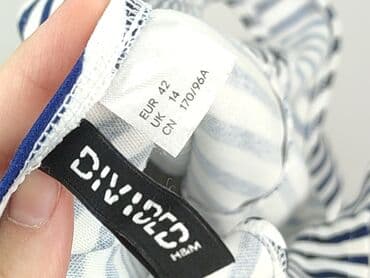 EUR 42
UK 14
CN 170/96A
DIVIDED
H&M